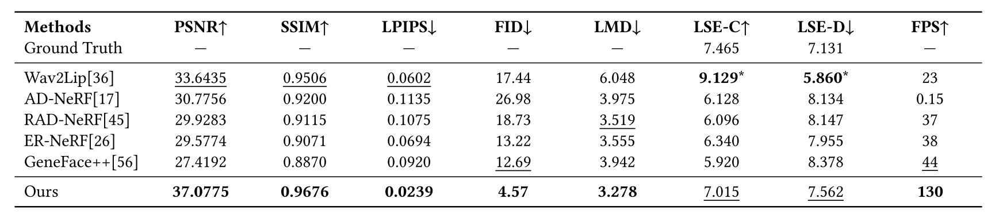 Methods PSNR↑ SSIM↑ LPIPS↓ FID↓ LMD↓ LSE-C↑ LSE-D↓ FPS↑
Ground Truth — — — — — 7.465 7.131 —
Wav2Lip[36] 33.6435 0.9506 0.0602 17.44 6.048 9.129* 5.860* 23
AD-NeRF[17] 30.7756 0.9200 0.1135 26.98 3.975 6.128 8.134 0.15
RAD-NeRF[45] 29.9283 0.9115 0.1075 18.73 3.519 6.096 8.147 37
ER-NeRF[26] 29.5774 0.9071 0.0694 13.22 3.555 6.340 7.955 38
GeneFace++[56] 27.4192 0.8870 0.0920 12.69 3.942 5.920 8.378 44
Ours 37.0775 0.9676 0.0239 4.57 3.278 7.015 7.562 130